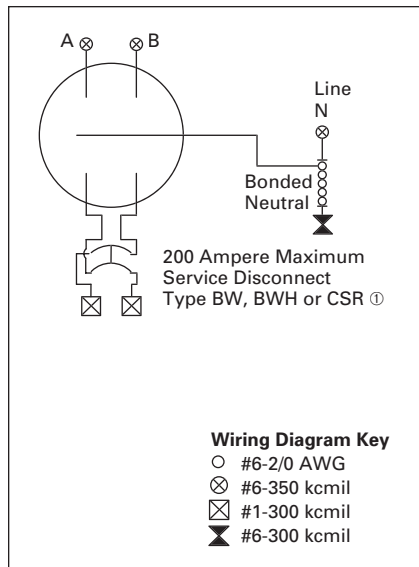 A B
Line
N
Bonded
Neutral
200 Ampere Maximum
Service Disconnect
Type BW, BWH or CSR ①
Wiring Diagram Key
#6-2/0 AWG
#6-350 kcmil
#1-300 kcmil
#6-300 kcmil